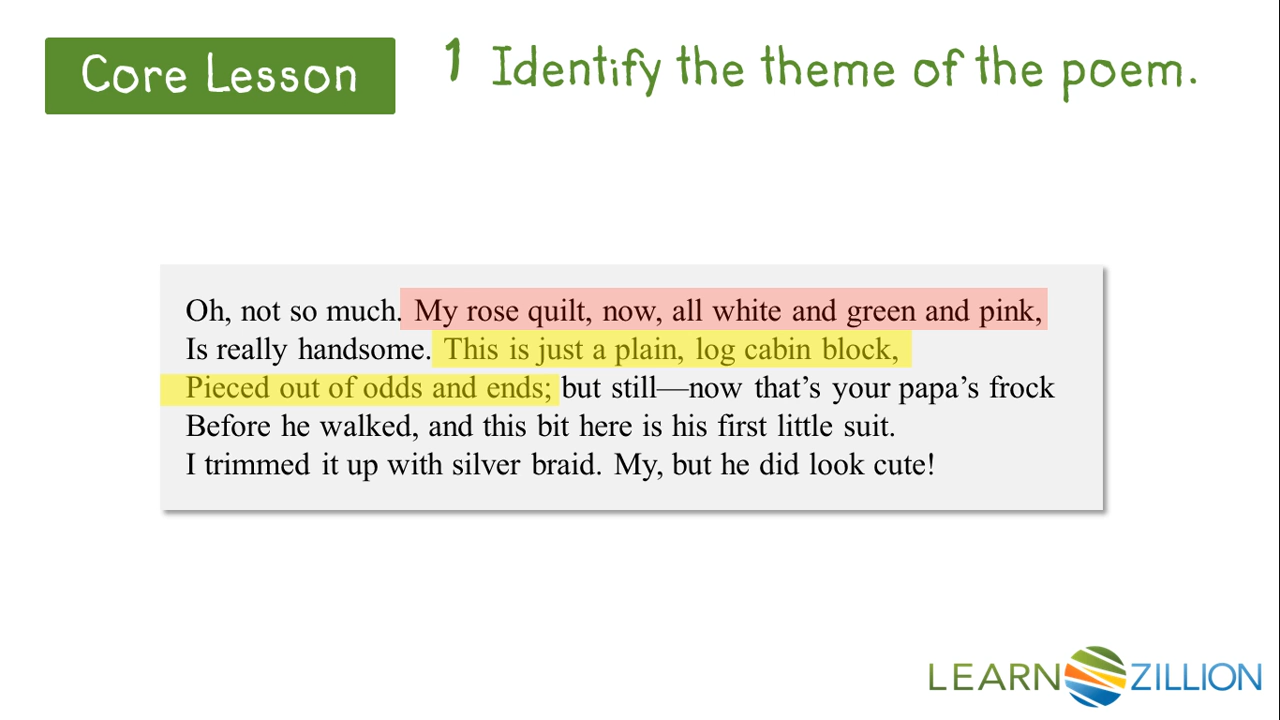 Core Lesson
1 Identify the theme of the poem.
Oh, not so much. My rose quilt, now, all white and green and pink,
Is really handsome. This is just a plain, log cabin block,
Pieced out of odds and ends; but still—now that’s your papa’s frock
Before he walked, and this bit here is his first little suit.
I trimmed it up with silver braid. My, but he did look cute!
LEARN ZILLION